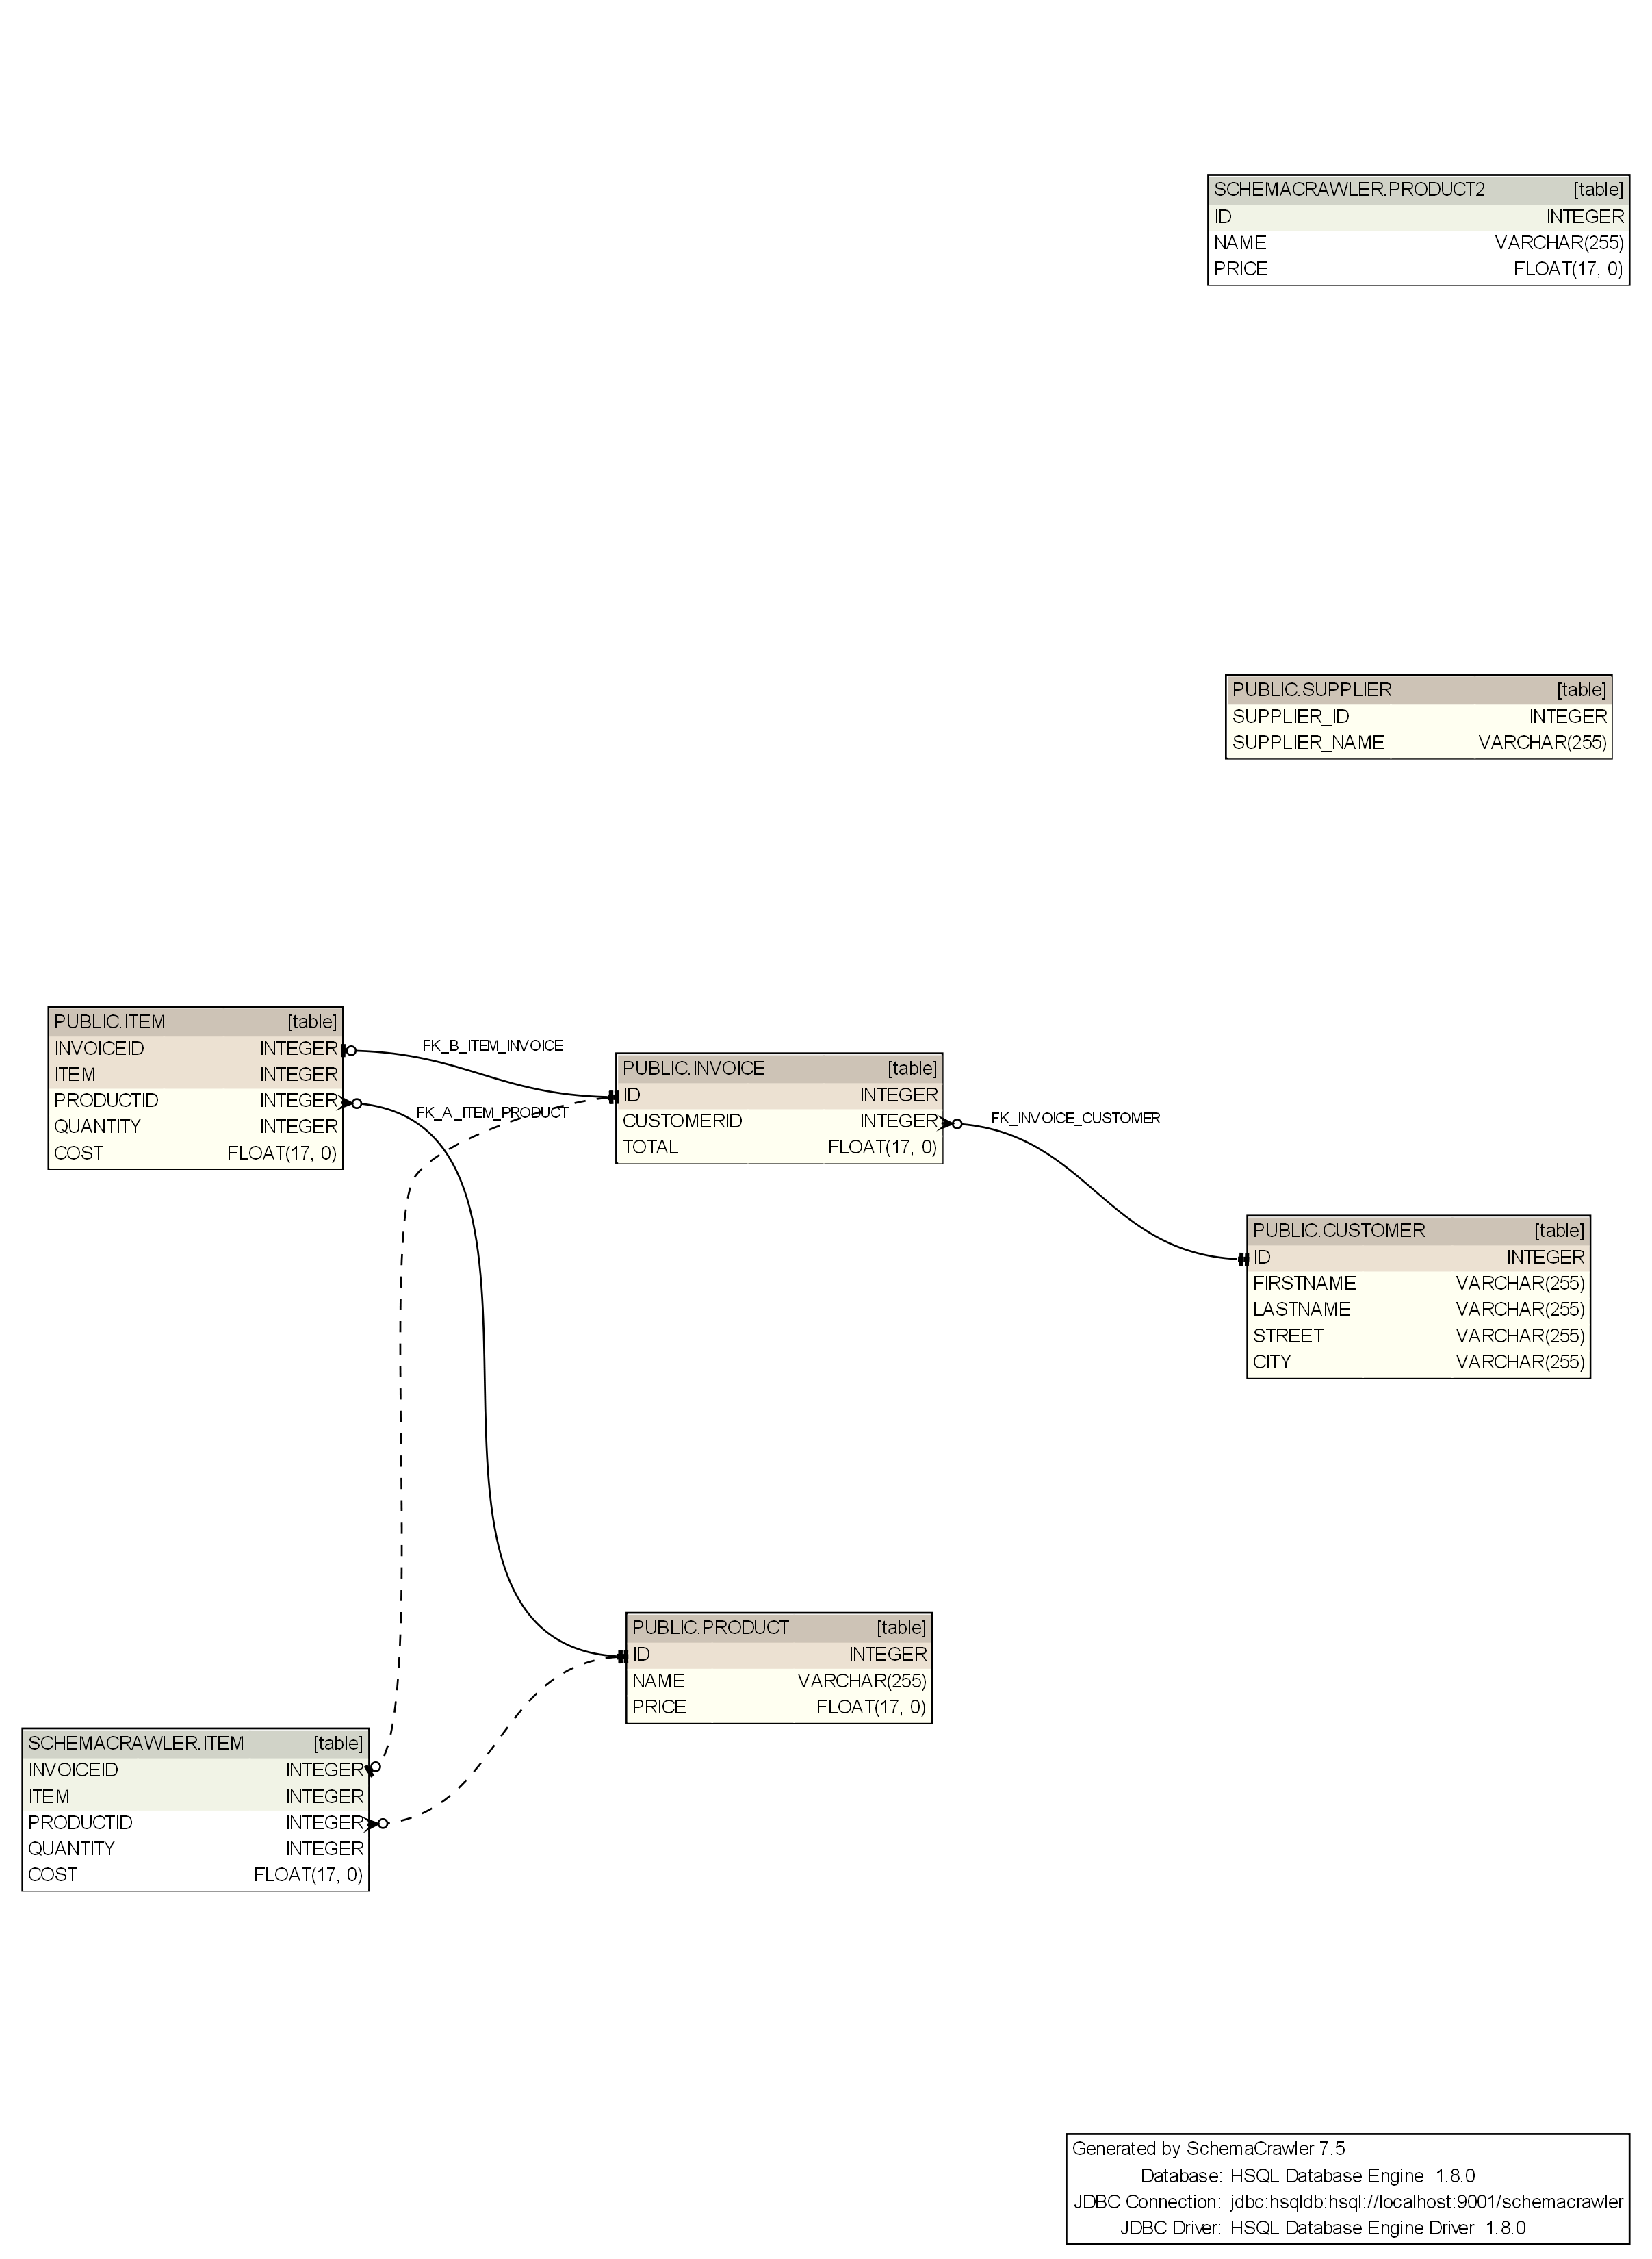 SCHEMACRAWLER.PRODUCT2 [table]
ID INTEGER
NAME VARCHAR(255)
PRICE FLOAT(17, 0)
PUBLIC.SUPPLIER [table]
SUPPLIER_ID INTEGER
SUPPLIER_NAME VARCHAR(255)
PUBLIC.ITEM [table]
INVOICEID INTEGER
ITEM INTEGER
PRODUCTID INTEGER
QUANTITY INTEGER
COST FLOAT(17, 0)
FK_B_ITEM_INVOICE
FK_A_ITEM_PRODUCT
PUBLIC.INVOICE [table]
ID INTEGER
CUSTOMERID INTEGER
TOTAL FLOAT(17, 0)
FK_INVOICE_CUSTOMER
PUBLIC.CUSTOMER [table]
ID INTEGER
FIRSTNAME VARCHAR(255)
LASTNAME VARCHAR(255)
STREET VARCHAR(255)
CITY VARCHAR(255)
PUBLIC.PRODUCT [table]
ID INTEGER
NAME VARCHAR(255)
PRICE FLOAT(17, 0)
SCHEMACRAWLER.ITEM [table]
INVOICEID INTEGER
ITEM INTEGER
PRODUCTID INTEGER
QUANTITY INTEGER
COST FLOAT(17, 0)
Generated by SchemaCrawler 7.5
Database: HSQL Database Engine 1.8.0
JDBC Connection: jdbc:hsqldb:hsql://localhost:9001/schemacrawler
JDBC Driver: HSQL Database Engine Driver 1.8.0